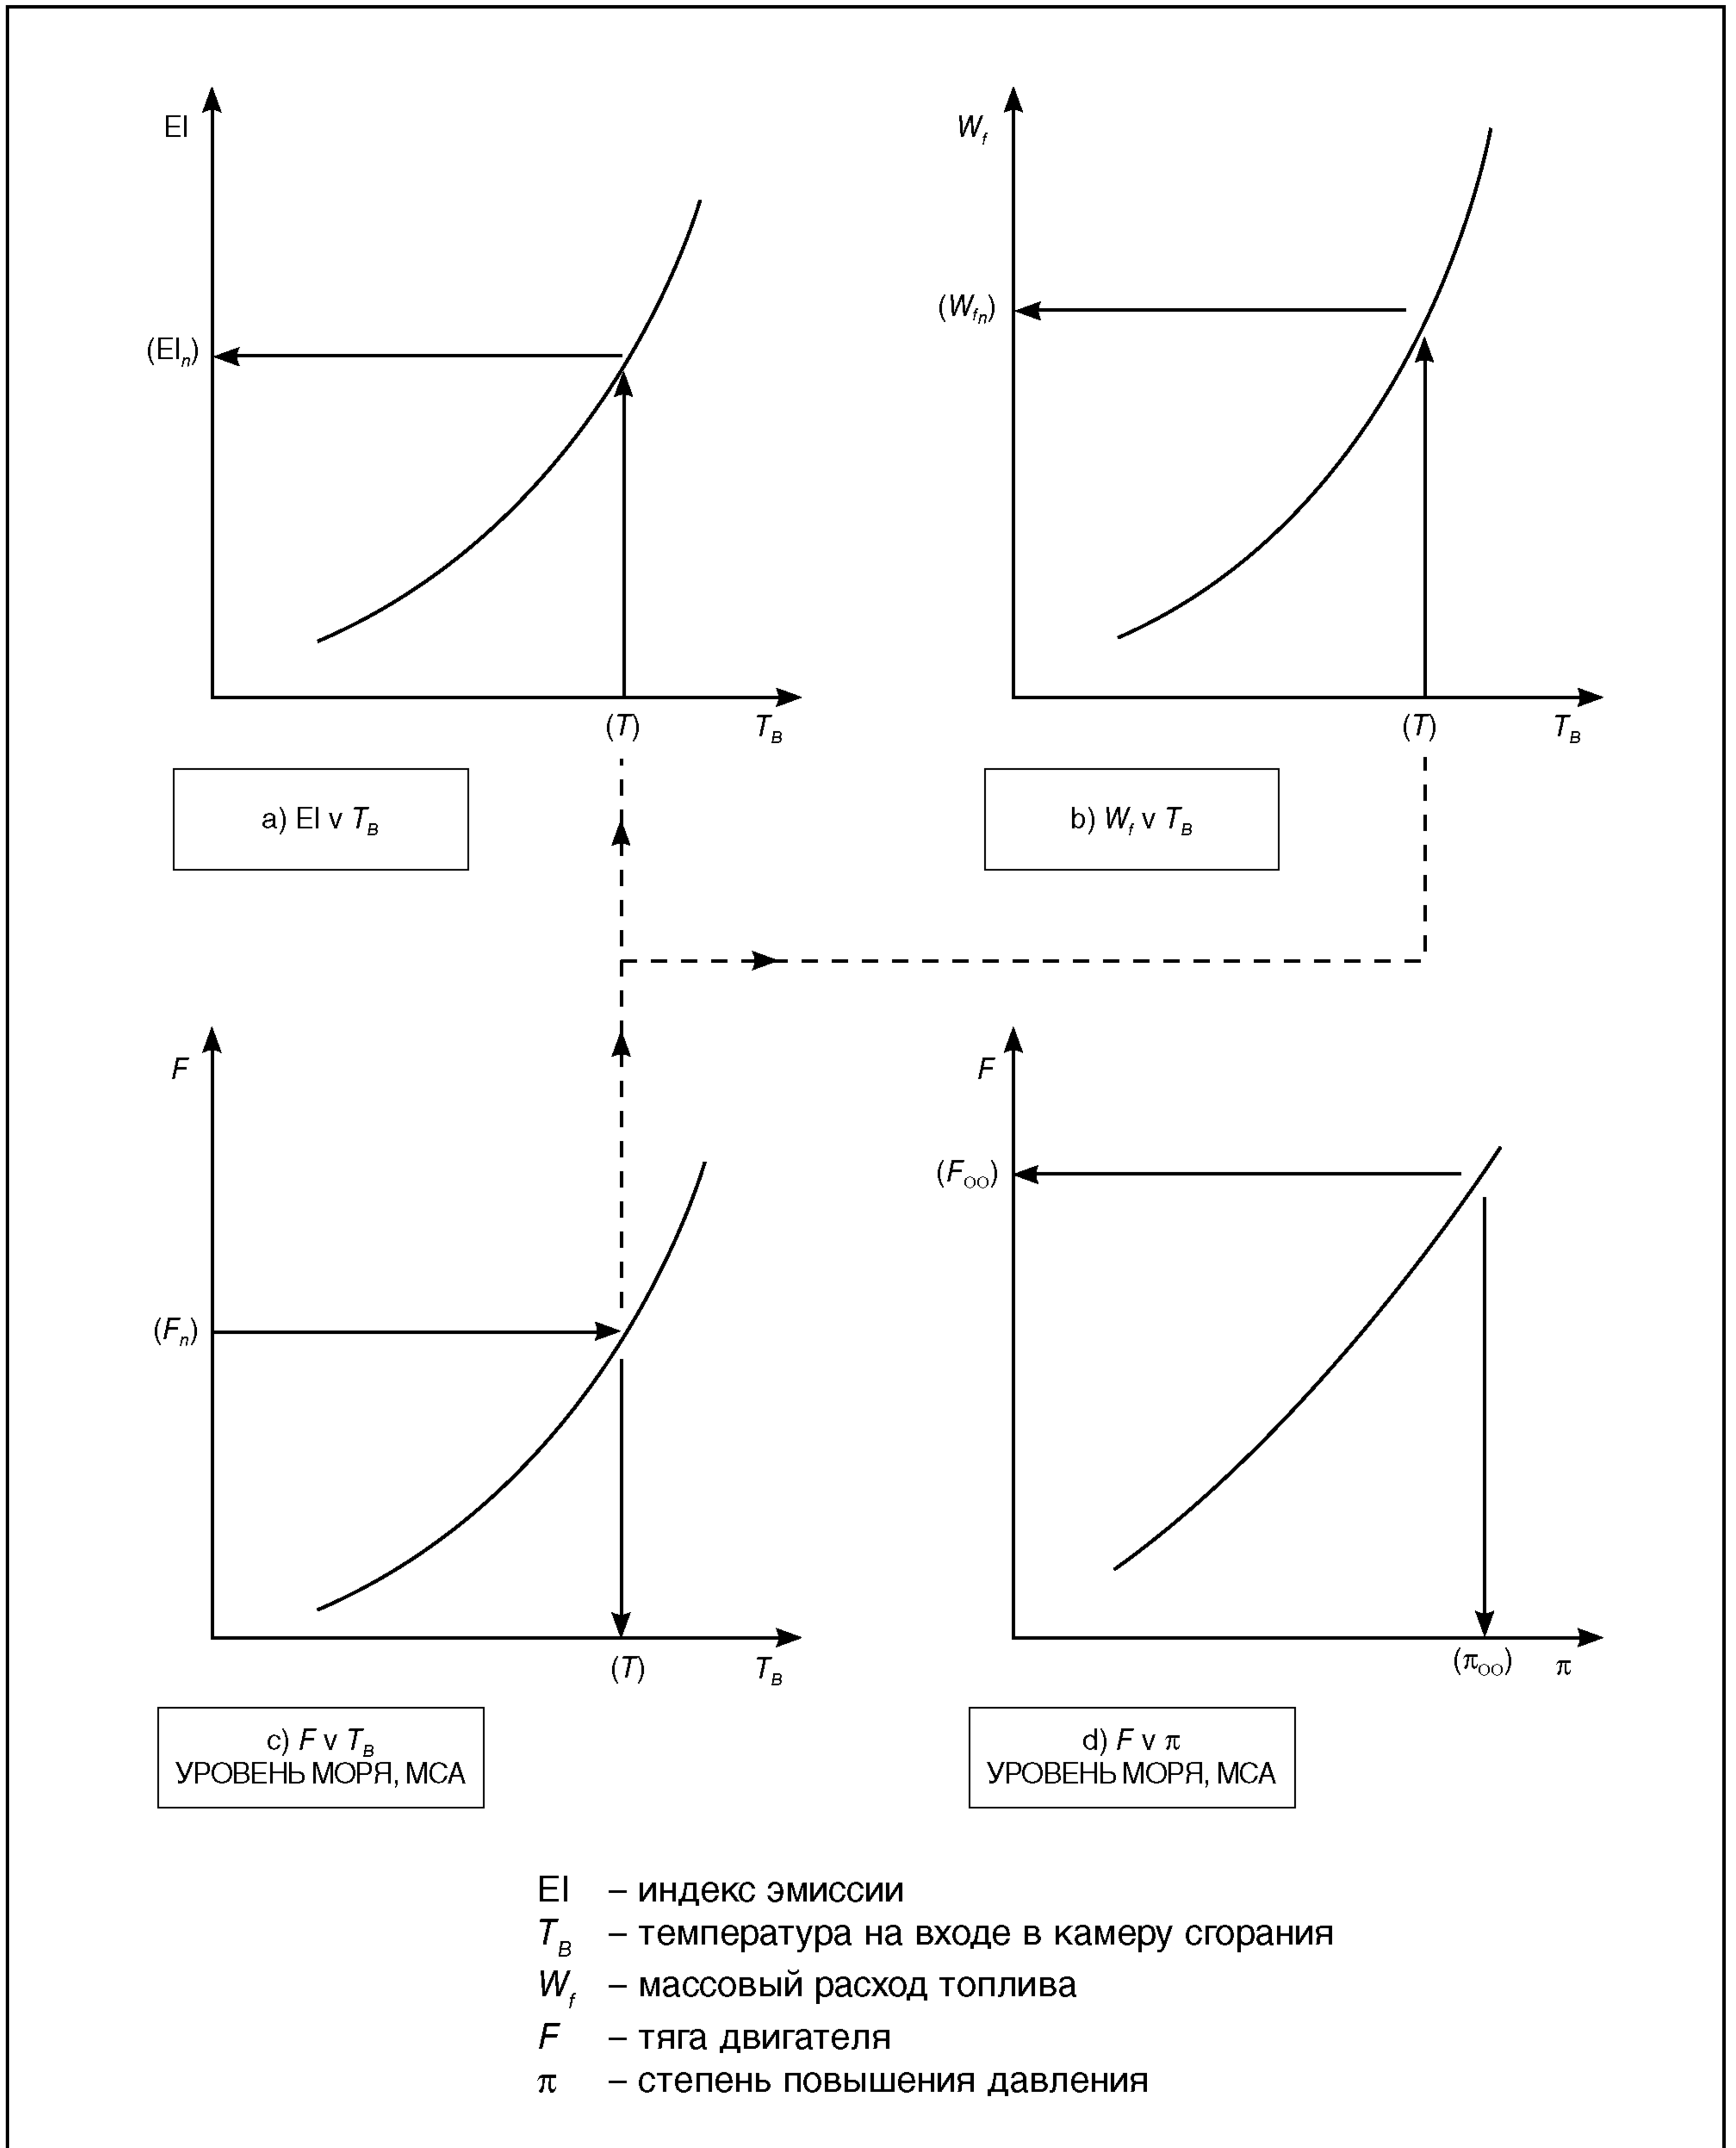 EI
(EIn)
(T)
TB
a) EI v TB
Wf
(Wfn)
(T)
TB
b) Wf v TB
F
(Fn)
(T)
TB
c) F v TB
УРОВЕНЬ МОРЯ, МСА
F
(Foo)
(πoo)
π
d) F v π
УРОВЕНЬ МОРЯ, МСА
EI – индекс эмиссии
TB – температура на входе в камеру сгорания
Wf – массовый расход топлива
F – тяга двигателя
π – степень повышения давления